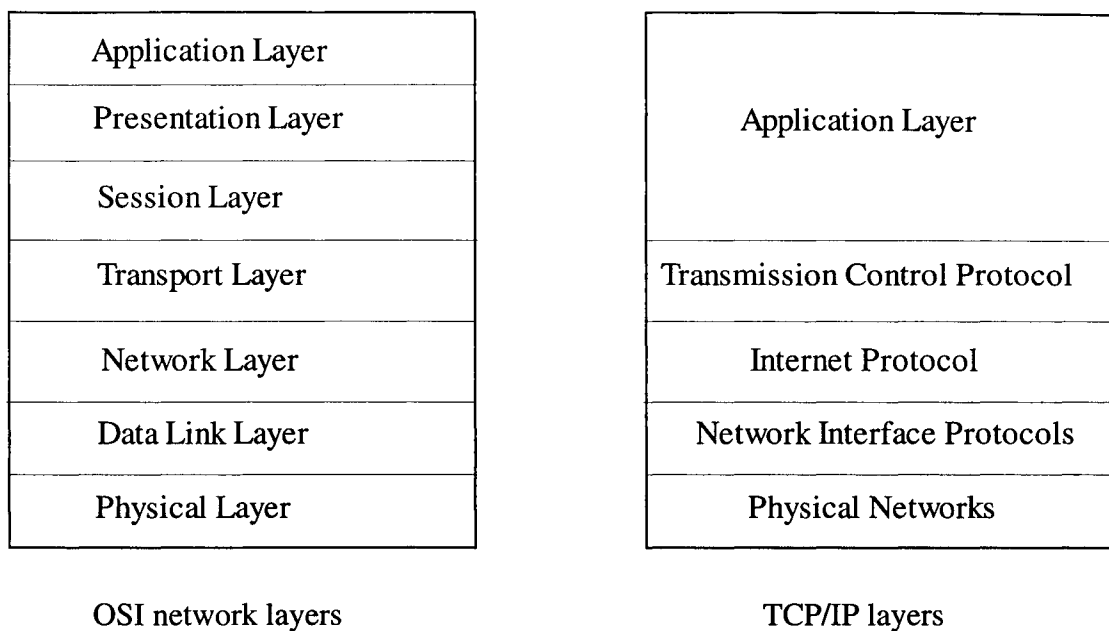 Application Layer
Presentation Layer
Session Layer
Transport Layer
Network Layer
Data Link Layer
Physical Layer
OSI network layers
Application Layer
Transmission Control Protocol
Internet Protocol
Network Interface Protocols
Physical Networks
TCP/IP layers